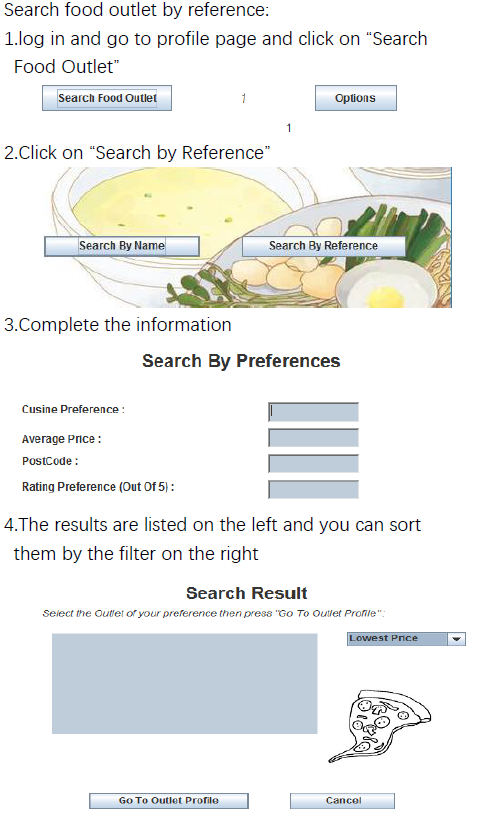 Search food outlet by reference:
1.log in and go to profile page and click on “Search
Food Outlet”
Search Food Outlet 1 Options
1
2.Click on “Search by Reference”
Search By Name Search By Reference
3.Complete the information
Search By Preferences
Cusine Preference :
Average Price :
PostCode :
Rating Preference (Out Of 5) :
4.The results are listed on the left and you can sort
them by the filter on the right
Search Result
Select the Outlet of your preference then press "Go To Outlet Profile":
Lowest Price
Go To Outlet Profile Cancel